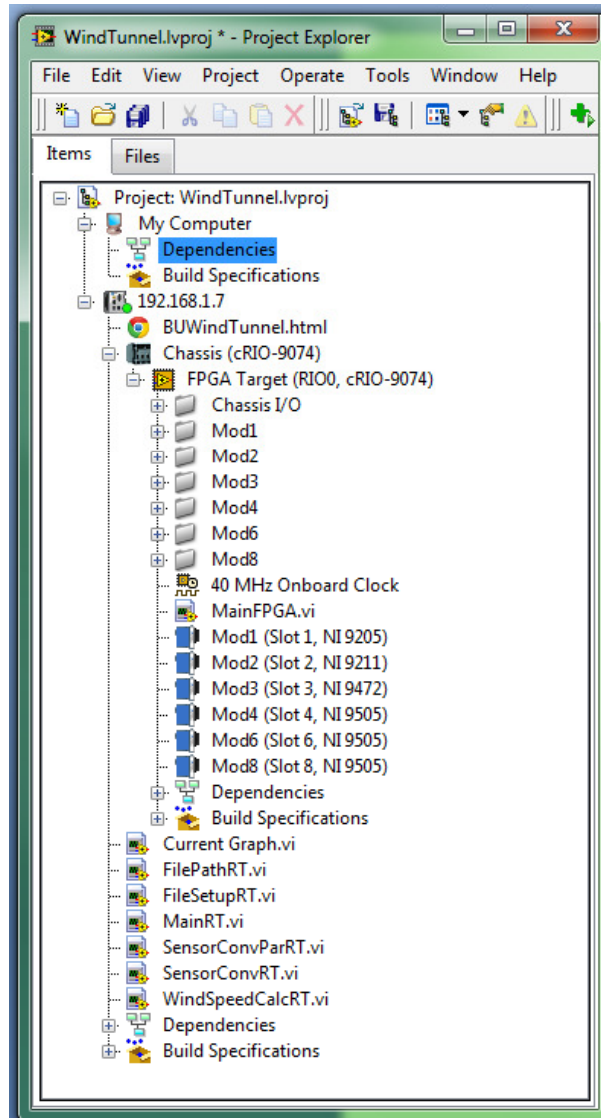 WindTunnel.lvproj * - Project Explorer
File Edit View Project Operate Tools Window Help
Items Files
Project: WindTunnel.lvproj
My Computer
Dependencies
Build Specifications
192.168.1.7
BUWindTunnel.html
Chassis (cRIO-9074)
FPGA Target (RIO0, cRIO-9074)
Chassis I/O
Mod1
Mod2
Mod3
Mod4
Mod6
Mod8
40 MHz Onboard Clock
MainFPGA.vi
Mod1 (Slot 1, NI 9205)
Mod2 (Slot 2, NI 9211)
Mod3 (Slot 3, NI 9472)
Mod4 (Slot 4, NI 9505)
Mod6 (Slot 6, NI 9505)
Mod8 (Slot 8, NI 9505)
Dependencies
Build Specifications
Current Graph.vi
FilePathRT.vi
FileSetupRT.vi
MainRT.vi
SensorConvParRT.vi
SensorConvRT.vi
WindSpeedCalcRT.vi
Dependencies
Build Specifications